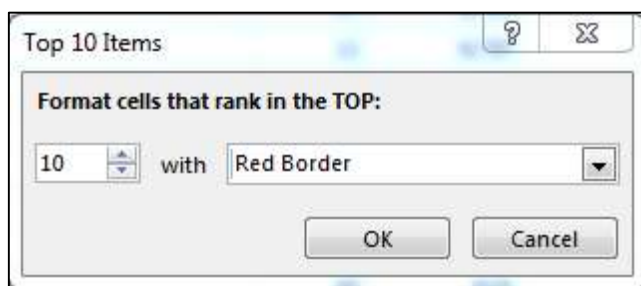 Top 10 Items
Format cells that rank in the TOP:
10 with Red Border
OK Cancel